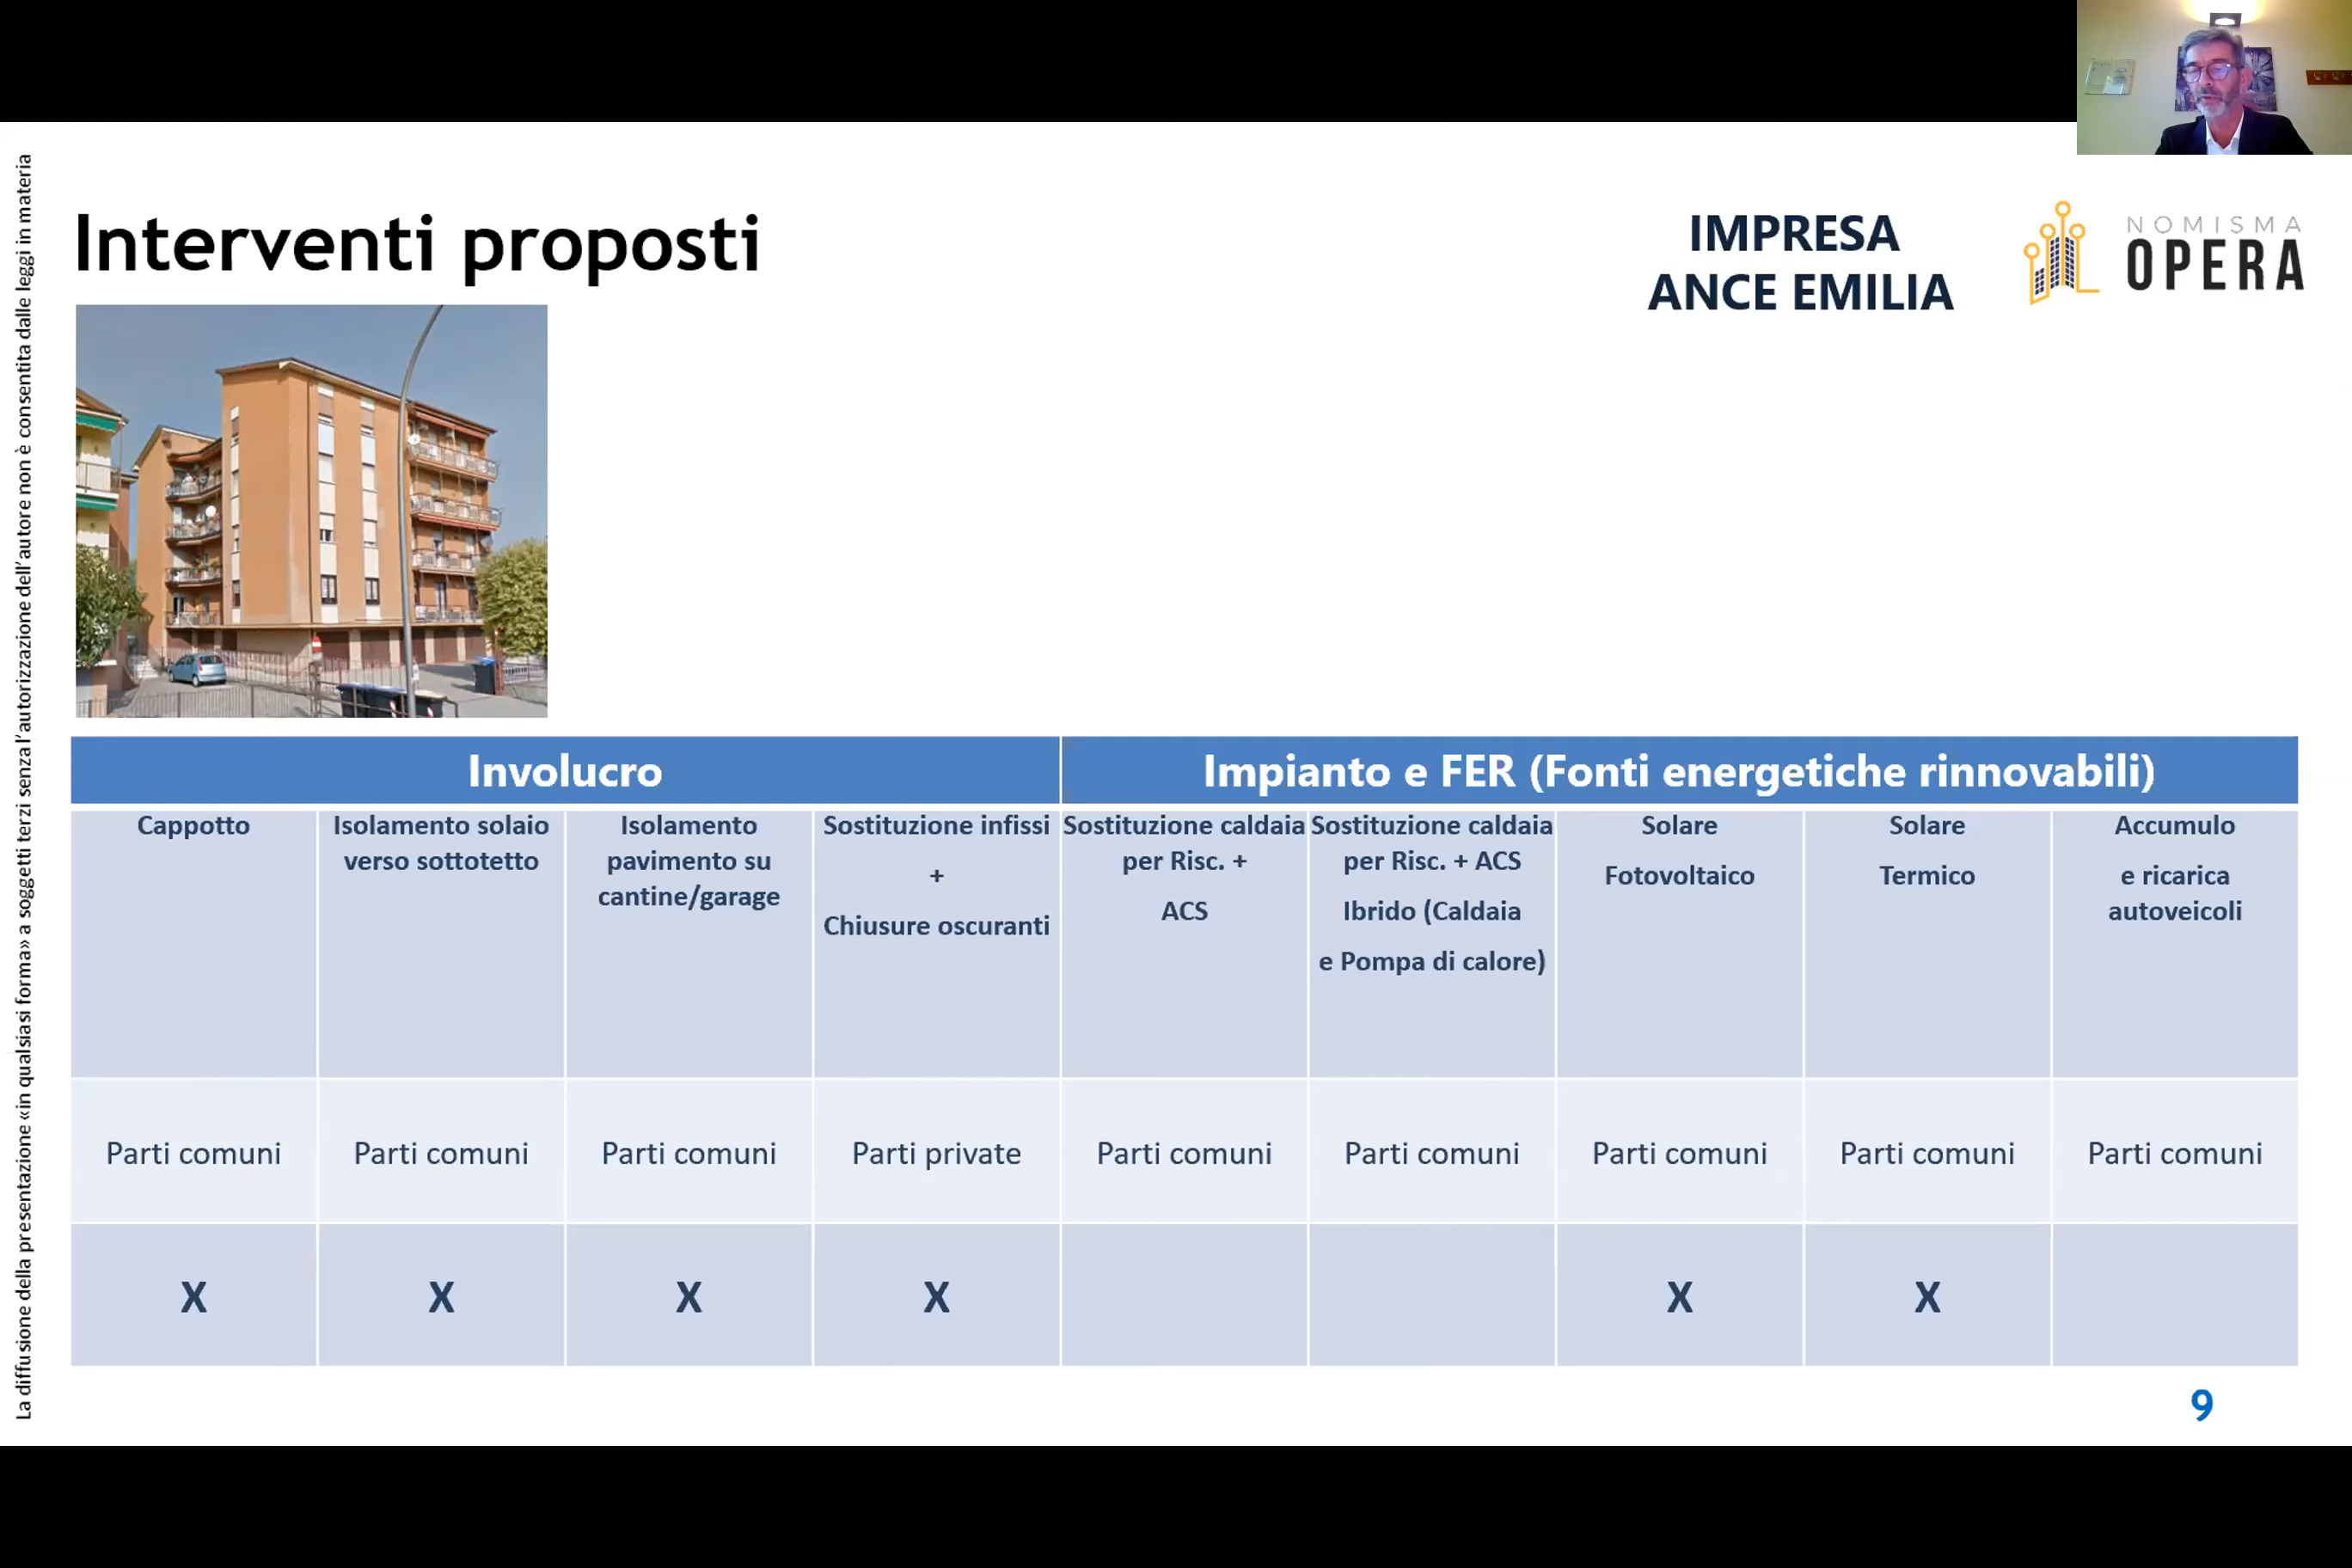 La diffusione della presentazione «in qualsiasi forma» a soggetti terzi senza l'autorizzazione dell'autore non è consentita dalle leggi in materia
Interventi proposti
IMPRESA
ANCE EMILIA
NOMISMA
OPERA
Involucro
Impianto e FER (Fonti energetiche rinnovabili)
Cappotto
Isolamento solaio
verso sottotetto
Isolamento
pavimento su
cantine/garage
Sostituzione infissi
+
Chiusure oscuranti
Sostituzione caldaia
per Risc. +
ACS
Sostituzione caldaia
per Risc. + ACS
Ibrido (Caldaia
e Pompa di calore)
Solare
Fotovoltaico
Solare
Termico
Accumulo
e ricarica
autoveicoli
Parti comuni
Parti comuni
Parti comuni
Parti private
Parti comuni
Parti comuni
Parti comuni
Parti comuni
Parti comuni
X
X
X
X
X
X
9